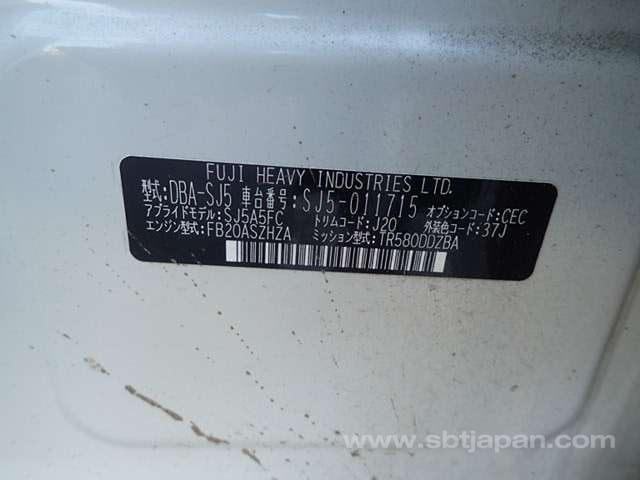 FUJI HEAVY INDUSTRIES LTD.
型式:DBA-SJ5 車台番号:SJ5-011715 オプションコード:CEC
アプライドモデル:SJ5A5FC トリムコード:J20 外装色コード:37J
エンジン型式:FB20ASZHZA ミッション型式:TR580DDZBA
www.sbtjapan.com